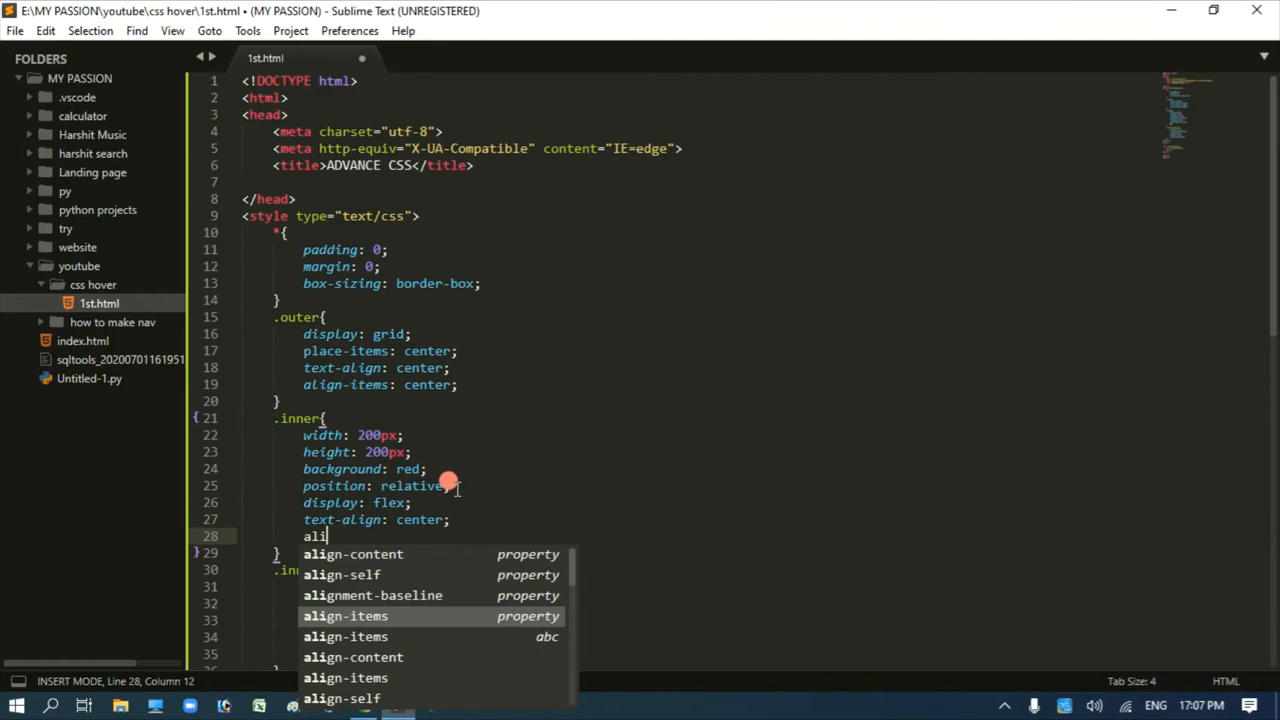 E:\MY PASSION\youtube\css hover\1st.html • (MY PASSION) - Sublime Text (UNREGISTERED)
File Edit Selection Find View Goto Tools Project Preferences Help
FOLDERS
MY PASSION
.vscode
calculator
Harshit Music
harshit search
Landing page
py
python projects
try
website
youtube
css hover
1st.html
how to make nav
index.html
sqltools_20200701161951
Untitled-1.py
1st.html
1 <!DOCTYPE html>
2 <html>
3 <head>
4 <meta charset="utf-8">
5 <meta http-equiv="X-UA-Compatible" content="IE=edge">
6 <title>ADVANCE CSS</title>
7
8 </head>
9 <style type="text/css">
10 *{
11 padding: 0;
12 margin: 0;
13 box-sizing: border-box;
14 }
15 .outer{
16 display: grid;
17 place-items: center;
18 text-align: center;
19 align-items: center;
20 }
{ 21 .inner{
22 width: 200px;
23 height: 200px;
24 background: red;
25 position: relative;
26 display: flex;
27 text-align: center;
28 ali
} 29 }
30 .in
31
32
33
34
35
align-content property
align-self property
alignment-baseline property
align-items property
align-items abc
align-content
align-items
align-self
INSERT MODE, Line 28, Column 12 Tab Size: 4 HTML
ENG 17:07 PM